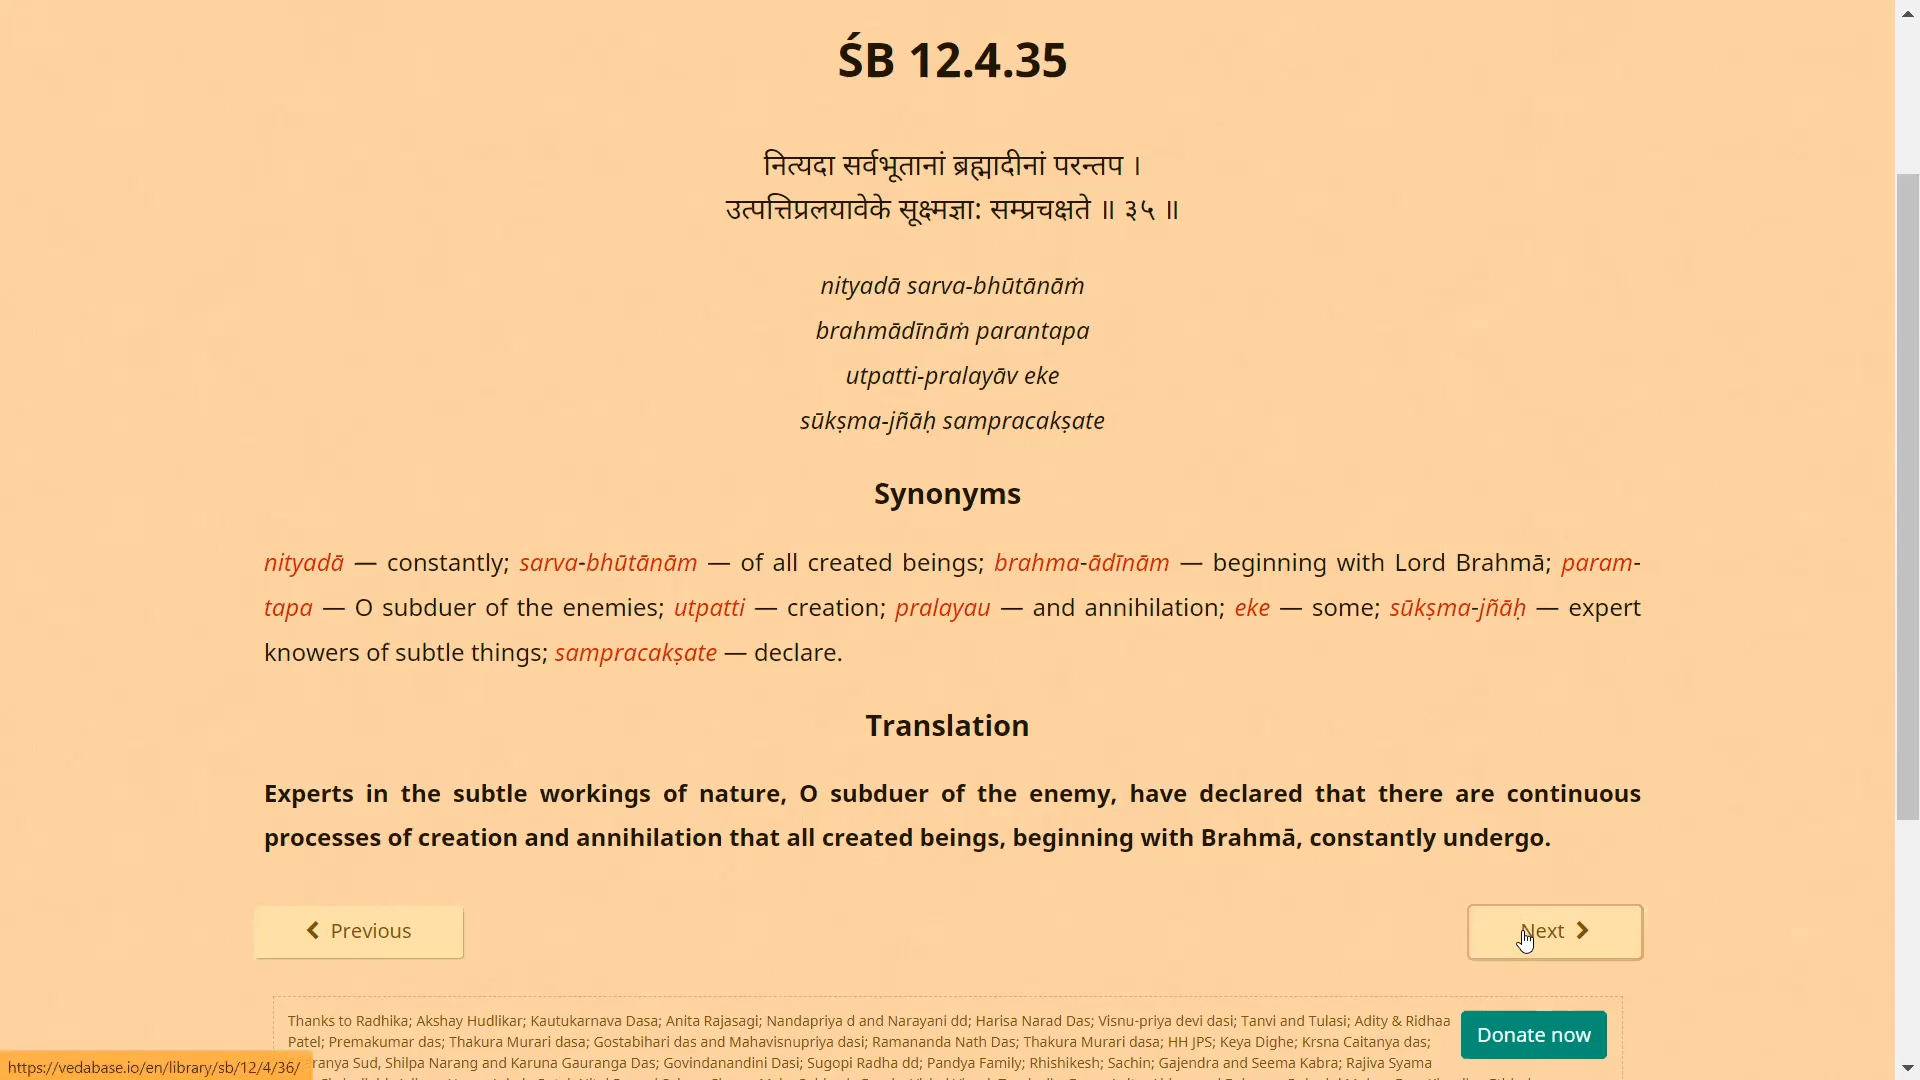 ŚB 12.4.35
नित्यदा सर्वभूतानां ब्रह्मादीनां परन्तप ।
उत्पत्तिप्रलयावेके सूक्ष्मज्ञा: सम्प्रचक्षते ॥ ३५ ॥
nityadā sarva-bhūtānāṁ
brahmādīnāṁ parantapa
utpatti-pralayāv eke
sūkṣma-jñāḥ sampracakṣate
Synonyms
nityadā — constantly; sarva-bhūtānām — of all created beings; brahma-ādīnām — beginning with Lord Brahmā; param-
tapa — O subduer of the enemies; utpatti — creation; pralayau — and annihilation; eke — some; sūkṣma-jñāḥ — expert
knowers of subtle things; sampracakṣate — declare.
Translation
Experts in the subtle workings of nature, O subduer of the enemy, have declared that there are continuous
processes of creation and annihilation that all created beings, beginning with Brahmā, constantly undergo.
Previous
Next
Thanks to Radhika; Akshay Hudlikar; Kautukarnava Dasa; Anita Rajasagi; Nandapriya d and Narayani dd; Harisa Narad Das; Visnu-priya devi dasi; Tanvi and Tulasi; Adity & Ridhaa
Patel; Premakumar das; Thakura Murari dasa; Gostabihari das and Mahavisnupriya dasi; Ramananda Nath Das; Thakura Murari dasa; HH JPS; Keya Dighe; Krsna Caitanya das;
Sud, Shilpa Narang and Karuna Gauranga Das; Govindanandini Dasi; Sugopi Radha dd; Pandya Family; Rhishikesh; Sachin; Gajendra and Seema Kabra; Rajiva Syama
Donate now
https://vedabase.io/en/library/sb/12/4/36/